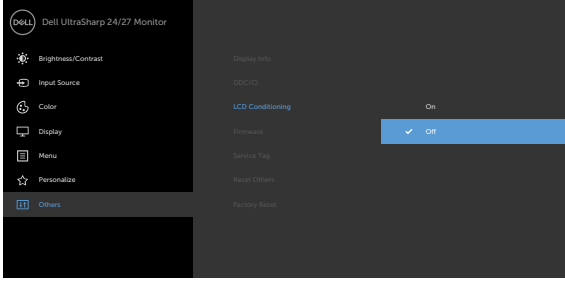 DELL Dell UltraSharp 24/27 Monitor
Brightness/Contrast
Input Source
Color
Display
Menu
Personalize
Others
Display Info
DDC/CI
LCD Conditioning
Firmware
Service Tag
Reset Others
Factory Reset
On
Off